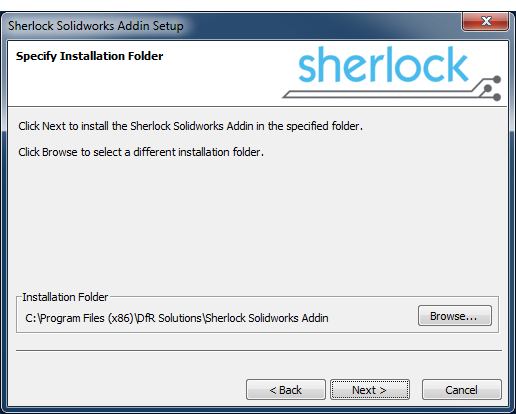 Sherlock Solidworks Addin Setup
Specify Installation Folder
sherlock
Click Next to install the Sherlock Solidworks Addin in the specified folder.
Click Browse to select a different installation folder.
Installation Folder
C:\Program Files (x86)\DfR Solutions\Sherlock Solidworks Addin
Browse...
< Back
Next >
Cancel